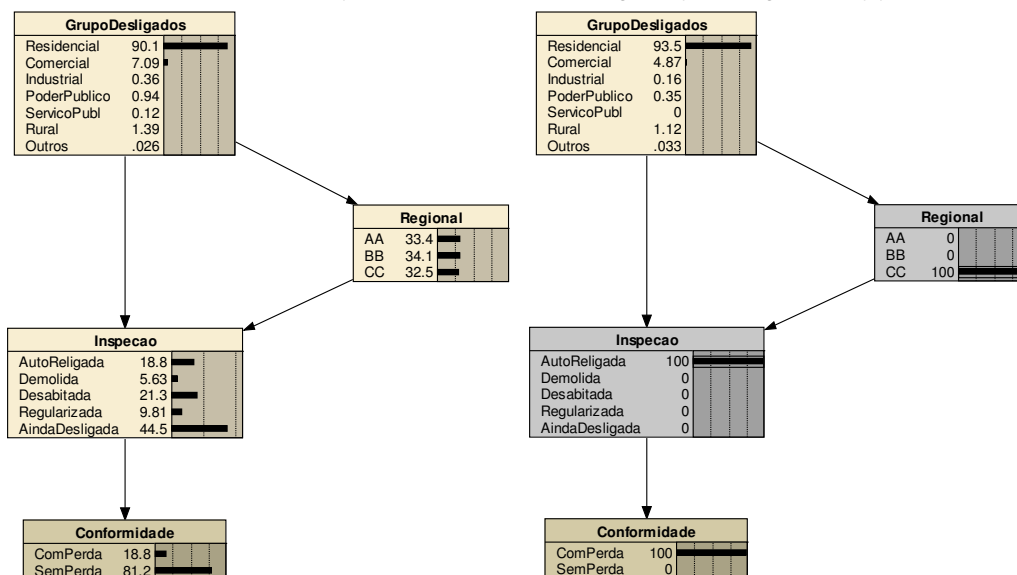 GrupoDesligados
Residencial 90.1
Comercial 7.09
Industrial 0.36
PoderPublico 0.94
ServicoPubl 0.12
Rural 1.39
Outros .026
Regional
AA 33.4
BB 34.1
CC 32.5
Inspecao
AutoReligada 18.8
Demolida 5.63
Desabitada 21.3
Regularizada 9.81
AindaDesligada 44.5
Conformidade
ComPerda 18.8
SemPerda 81.2
GrupoDesligados
Residencial 93.5
Comercial 4.87
Industrial 0.16
PoderPublico 0.35
ServicoPubl 0
Rural 1.12
Outros .033
Regional
AA 0
BB 0
CC 100
Inspecao
AutoReligada 100
Demolida 0
Desabitada 0
Regularizada 0
AindaDesligada 0
Conformidade
ComPerda 100
SemPerda 0